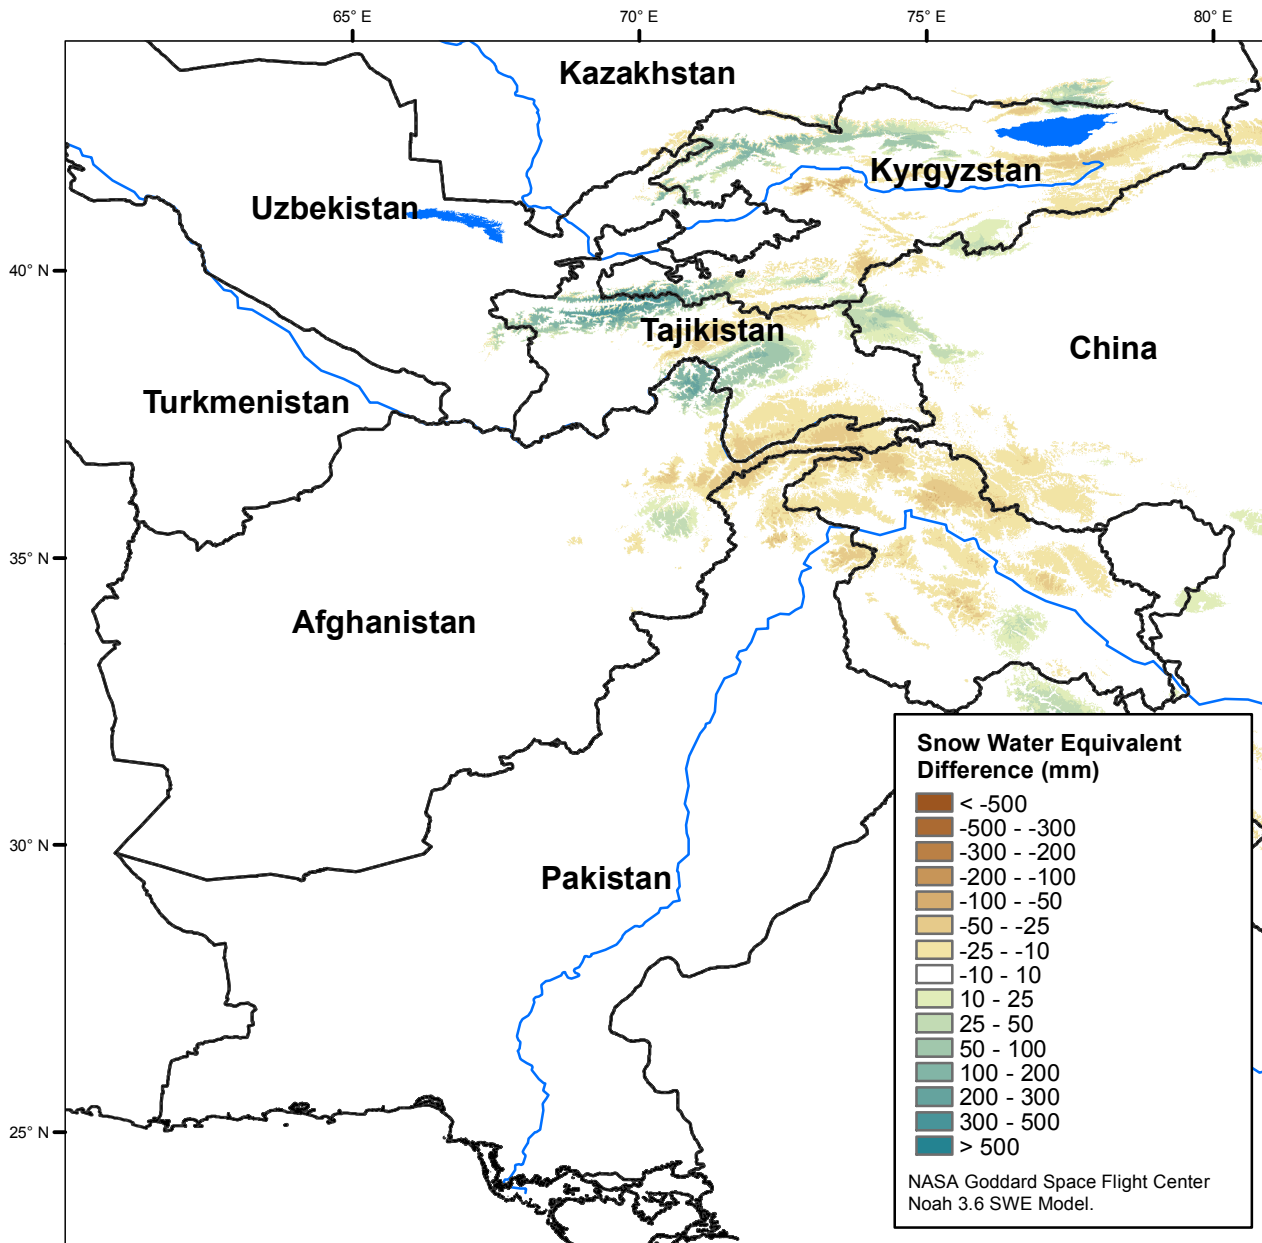 65° E
70° E
75° E
80° E
Kazakhstan
Kyrgyzstan
Uzbekistan
40° N
Tajikistan
China
Turkmenistan
35° N
Afghanistan
Snow Water Equivalent
Difference (mm)
< -500
-500 - -300
-300 - -200
-200 - -100
-100 - -50
-50 - -25
-25 - -10
-10 - 10
10 - 25
25 - 50
50 - 100
100 - 200
200 - 300
300 - 500
> 500
NASA Goddard Space Flight Center
Noah 3.6 SWE Model.
30° N
Pakistan
25° N